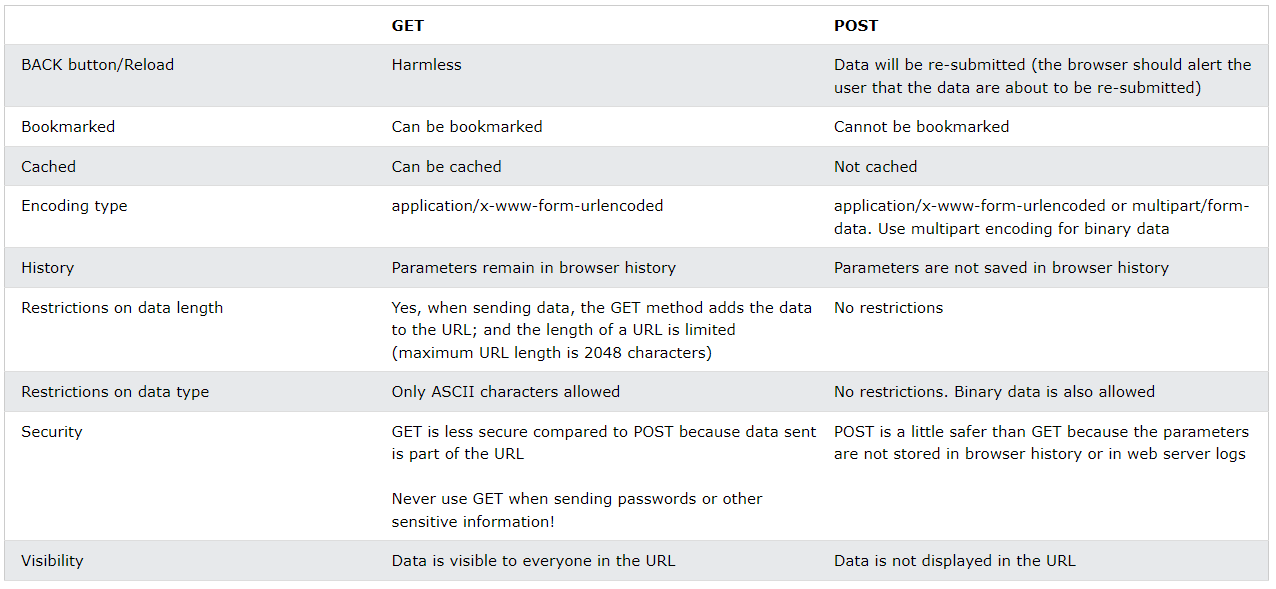 GET POST
BACK button/Reload Harmless Data will be re-submitted (the browser should alert the
user that the data are about to be re-submitted)
Bookmarked Can be bookmarked Cannot be bookmarked
Cached Can be cached Not cached
Encoding type application/x-www-form-urlencoded application/x-www-form-urlencoded or multipart/form-
data. Use multipart encoding for binary data
History Parameters remain in browser history Parameters are not saved in browser history
Restrictions on data length Yes, when sending data, the GET method adds the data No restrictions
to the URL; and the length of a URL is limited
(maximum URL length is 2048 characters)
Restrictions on data type Only ASCII characters allowed No restrictions. Binary data is also allowed
Security GET is less secure compared to POST because data sent POST is a little safer than GET because the parameters
is part of the URL are not stored in browser history or in web server logs
Never use GET when sending passwords or other
sensitive information!
Visibility Data is visible to everyone in the URL Data is not displayed in the URL